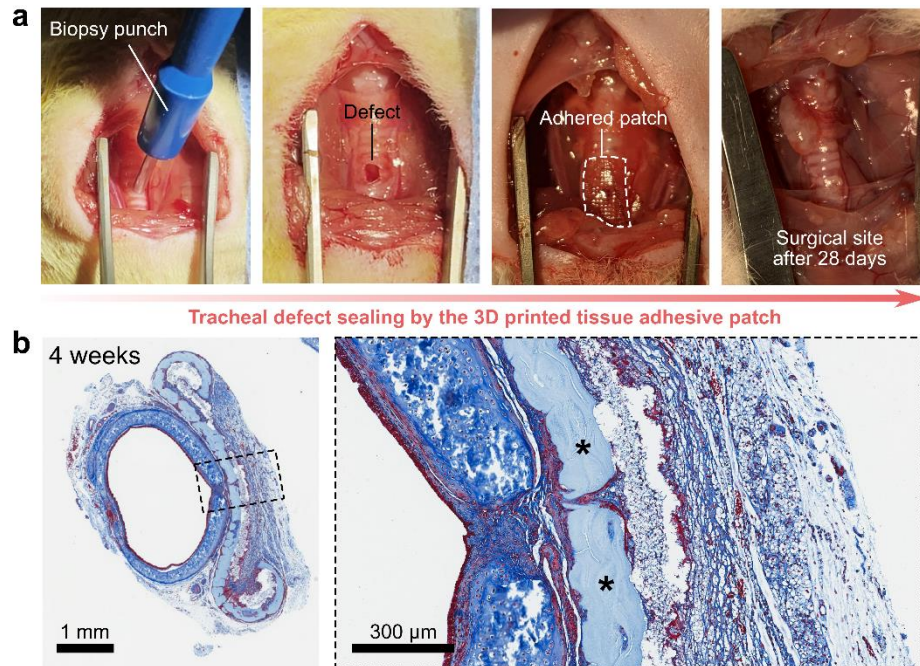 a
Biopsy punch
Defect
Adhered patch
Surgical site
after 28 days
Tracheal defect sealing by the 3D printed tissue adhesive patch
b
4 weeks
1 mm
*
*
300 µm